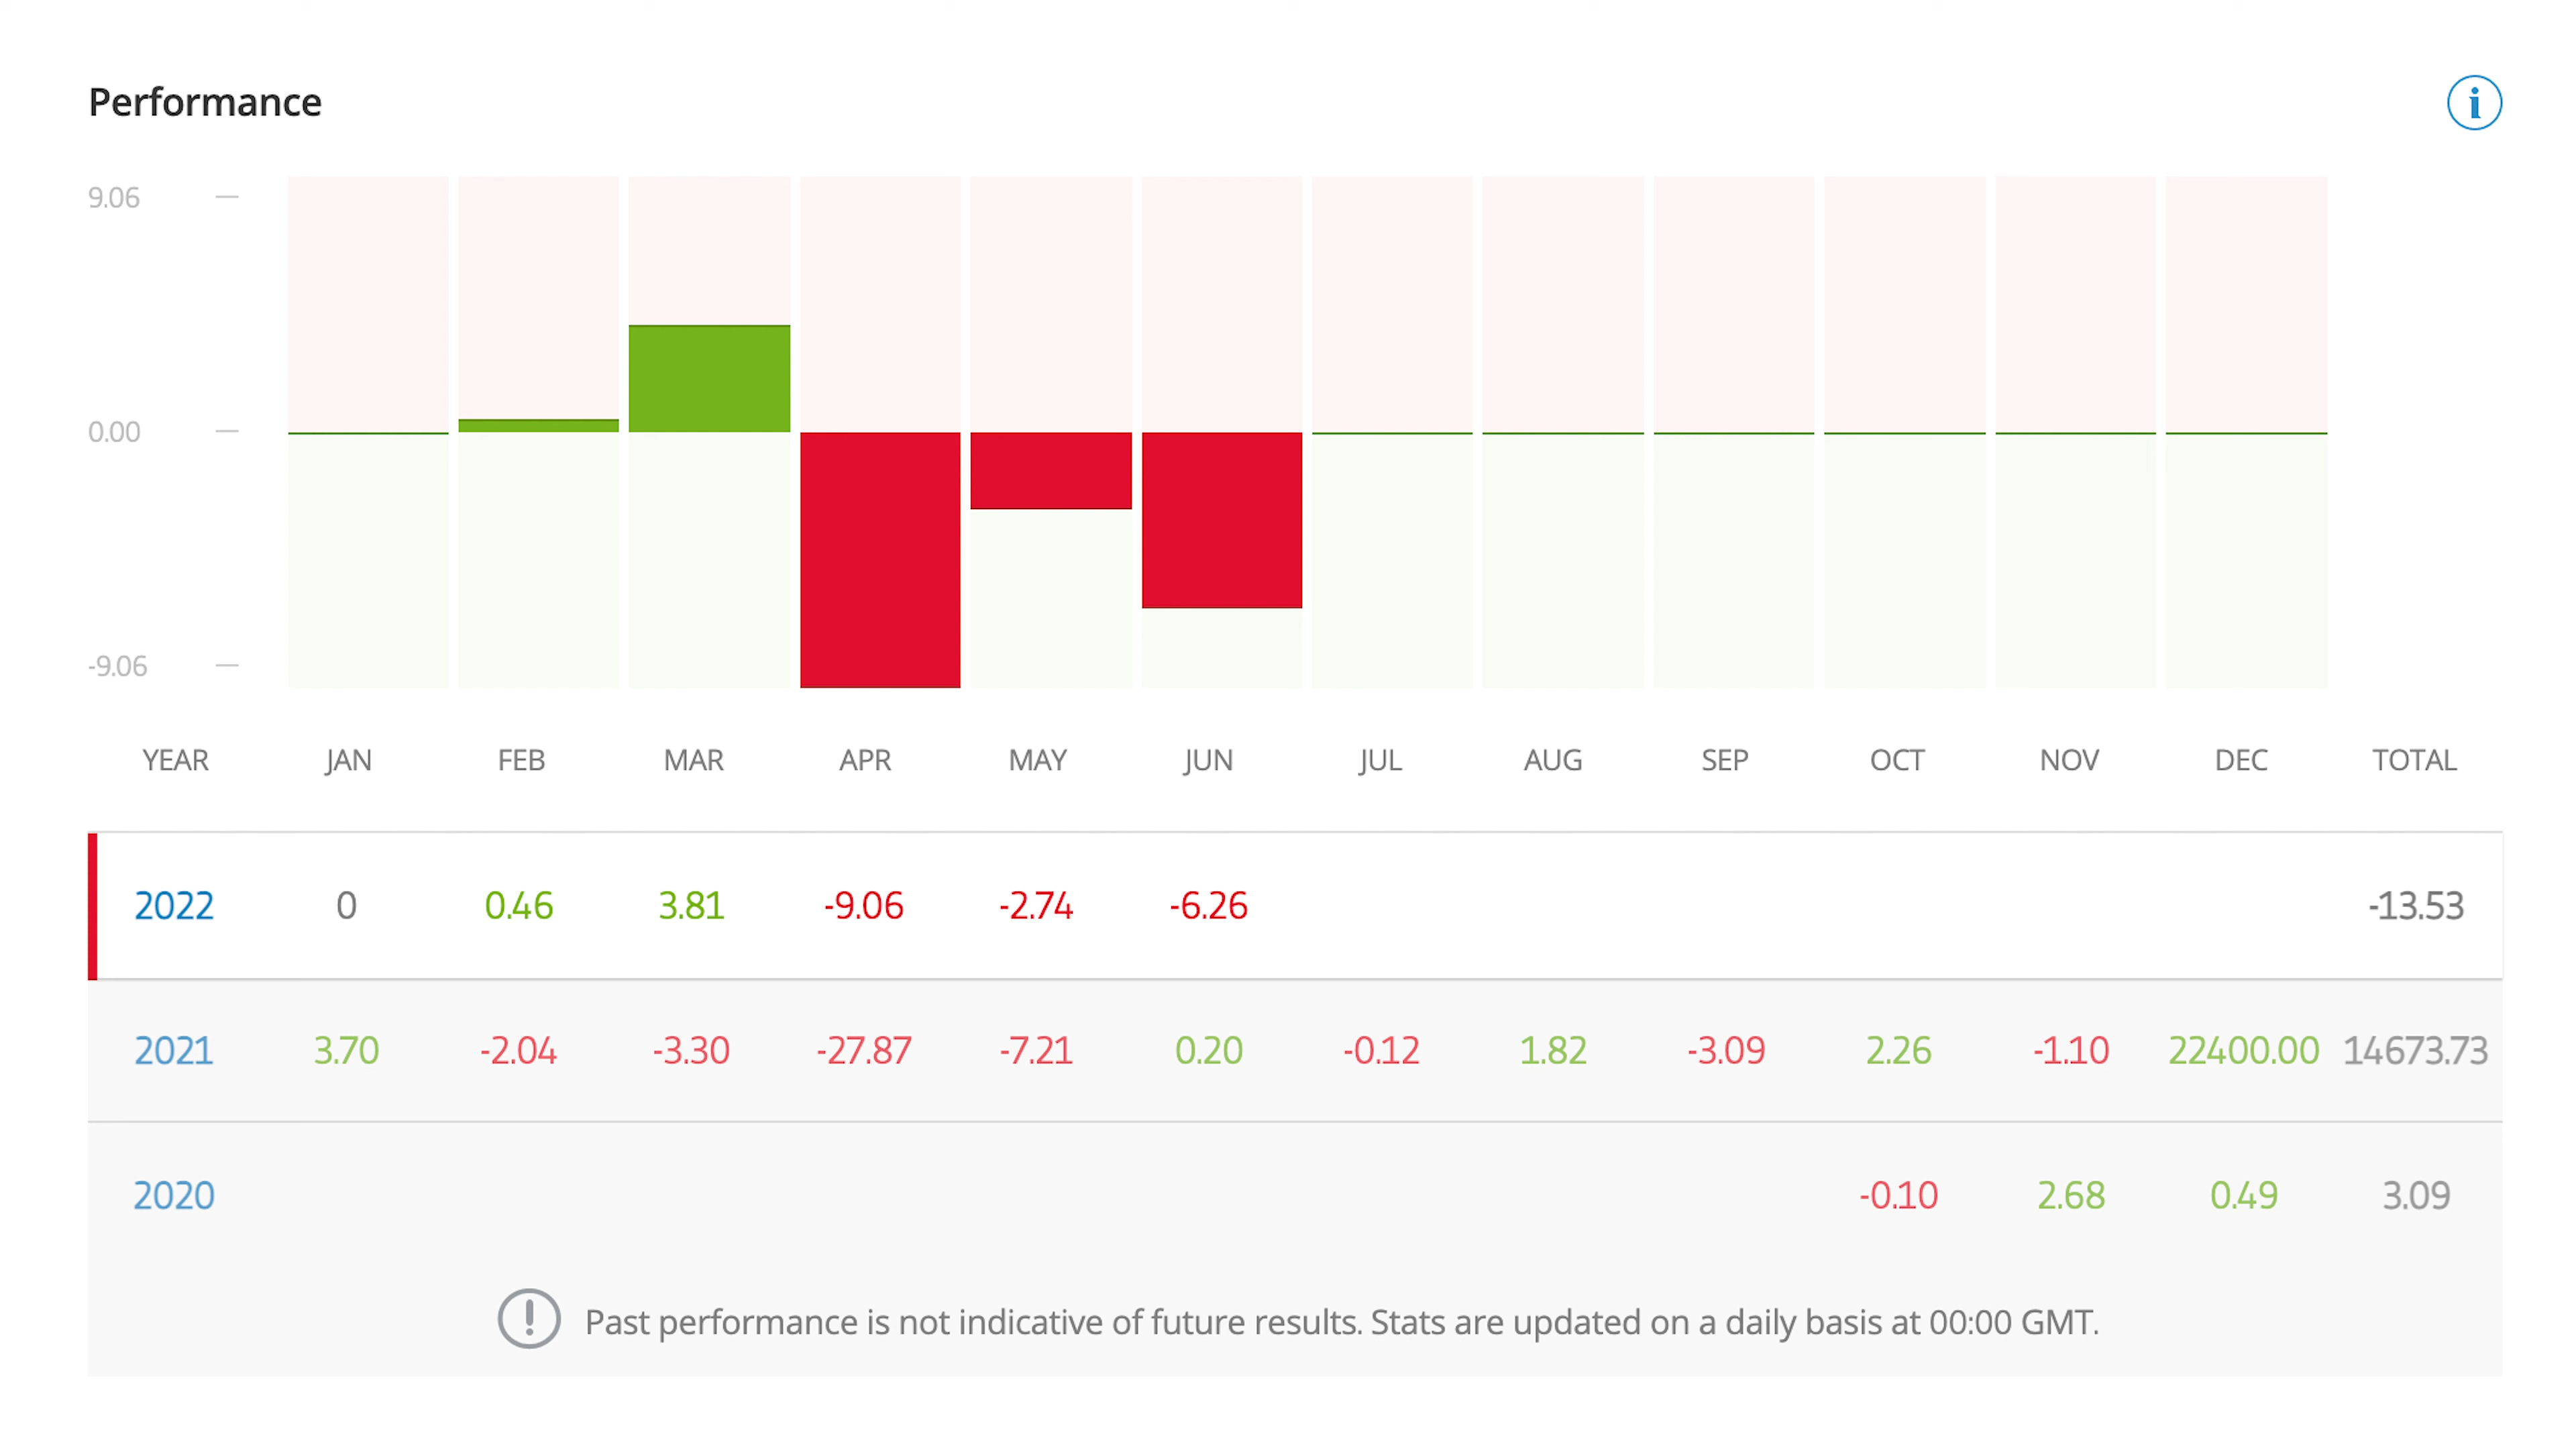 Performance
9.06
0.00
-9.06
YEAR JAN FEB MAR APR MAY JUN JUL AUG SEP OCT NOV DEC TOTAL
2022 0 0.46 3.81 -9.06 -2.74 -6.26 -13.53
2021 3.70 -2.04 -3.30 -27.87 -7.21 0.20 -0.12 1.82 -3.09 2.26 -1.10 22400.00 14673.73
2020 -0.10 2.68 0.49 3.09
Past performance is not indicative of future results. Stats are updated on a daily basis at 00:00 GMT.